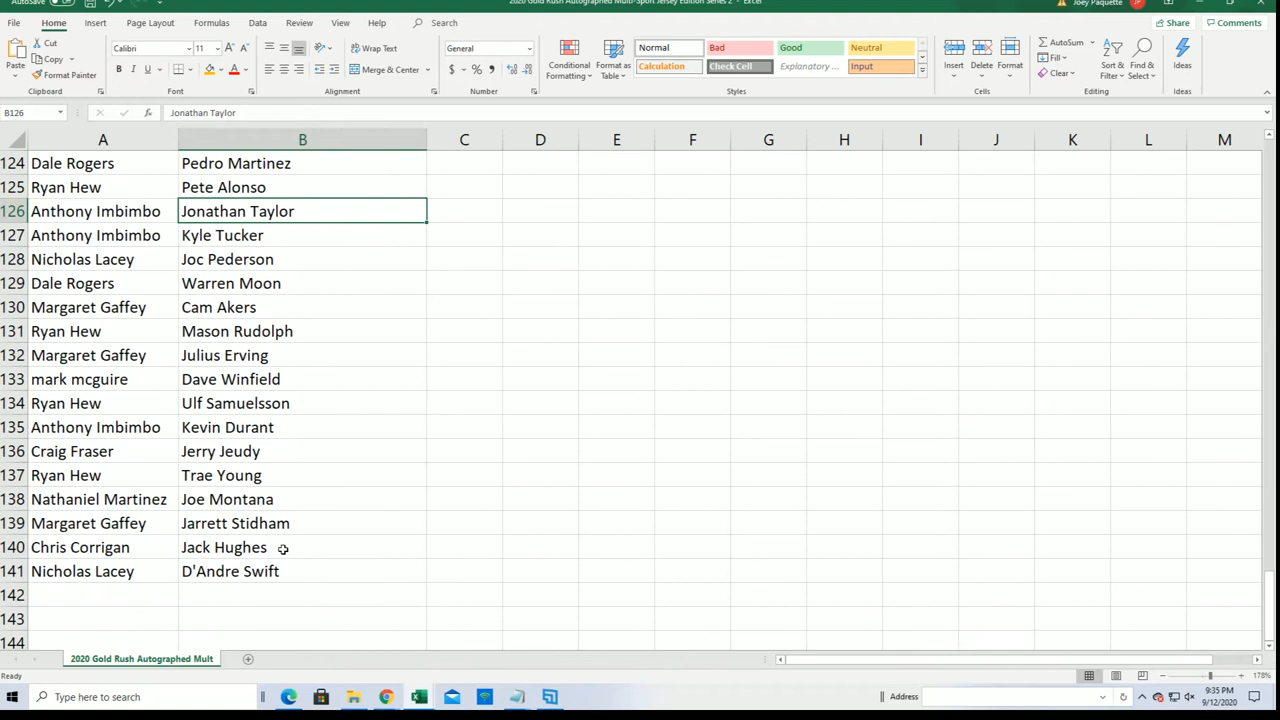 AutoSave Off 2020 Gold Rush Autographed Multi-Sport Jersey Edition Series 2 - Excel Joey Paquette JP
File Home Insert Page Layout Formulas Data Review View Help Search Share Comments
Paste Cut Copy Format Painter Clipboard
Calibri 11 A A B I U A Font
Wrap Text Merge & Center Alignment
General $ % , Number
Conditional Formatting Format as Table Normal Bad Good Neutral Calculation Check Cell Explanatory ... Input Styles
Insert Delete Format Cells
AutoSum Fill Clear Sort & Filter Find & Select Editing
Ideas Ideas
B126 fx Jonathan Taylor
A B C D E F G H I J K L M
124 Dale Rogers Pedro Martinez
125 Ryan Hew Pete Alonso
126 Anthony Imbimbo Jonathan Taylor
127 Anthony Imbimbo Kyle Tucker
128 Nicholas Lacey Joc Pederson
129 Dale Rogers Warren Moon
130 Margaret Gaffey Cam Akers
131 Ryan Hew Mason Rudolph
132 Margaret Gaffey Julius Erving
133 mark mcguire Dave Winfield
134 Ryan Hew Ulf Samuelsson
135 Anthony Imbimbo Kevin Durant
136 Craig Fraser Jerry Jeudy
137 Ryan Hew Trae Young
138 Nathaniel Martinez Joe Montana
139 Margaret Gaffey Jarrett Stidham
140 Chris Corrigan Jack Hughes
141 Nicholas Lacey D'Andre Swift
142
143
144
2020 Gold Rush Autographed Mult
Ready 178%
Type here to search Address 9:35 PM
9/12/2020